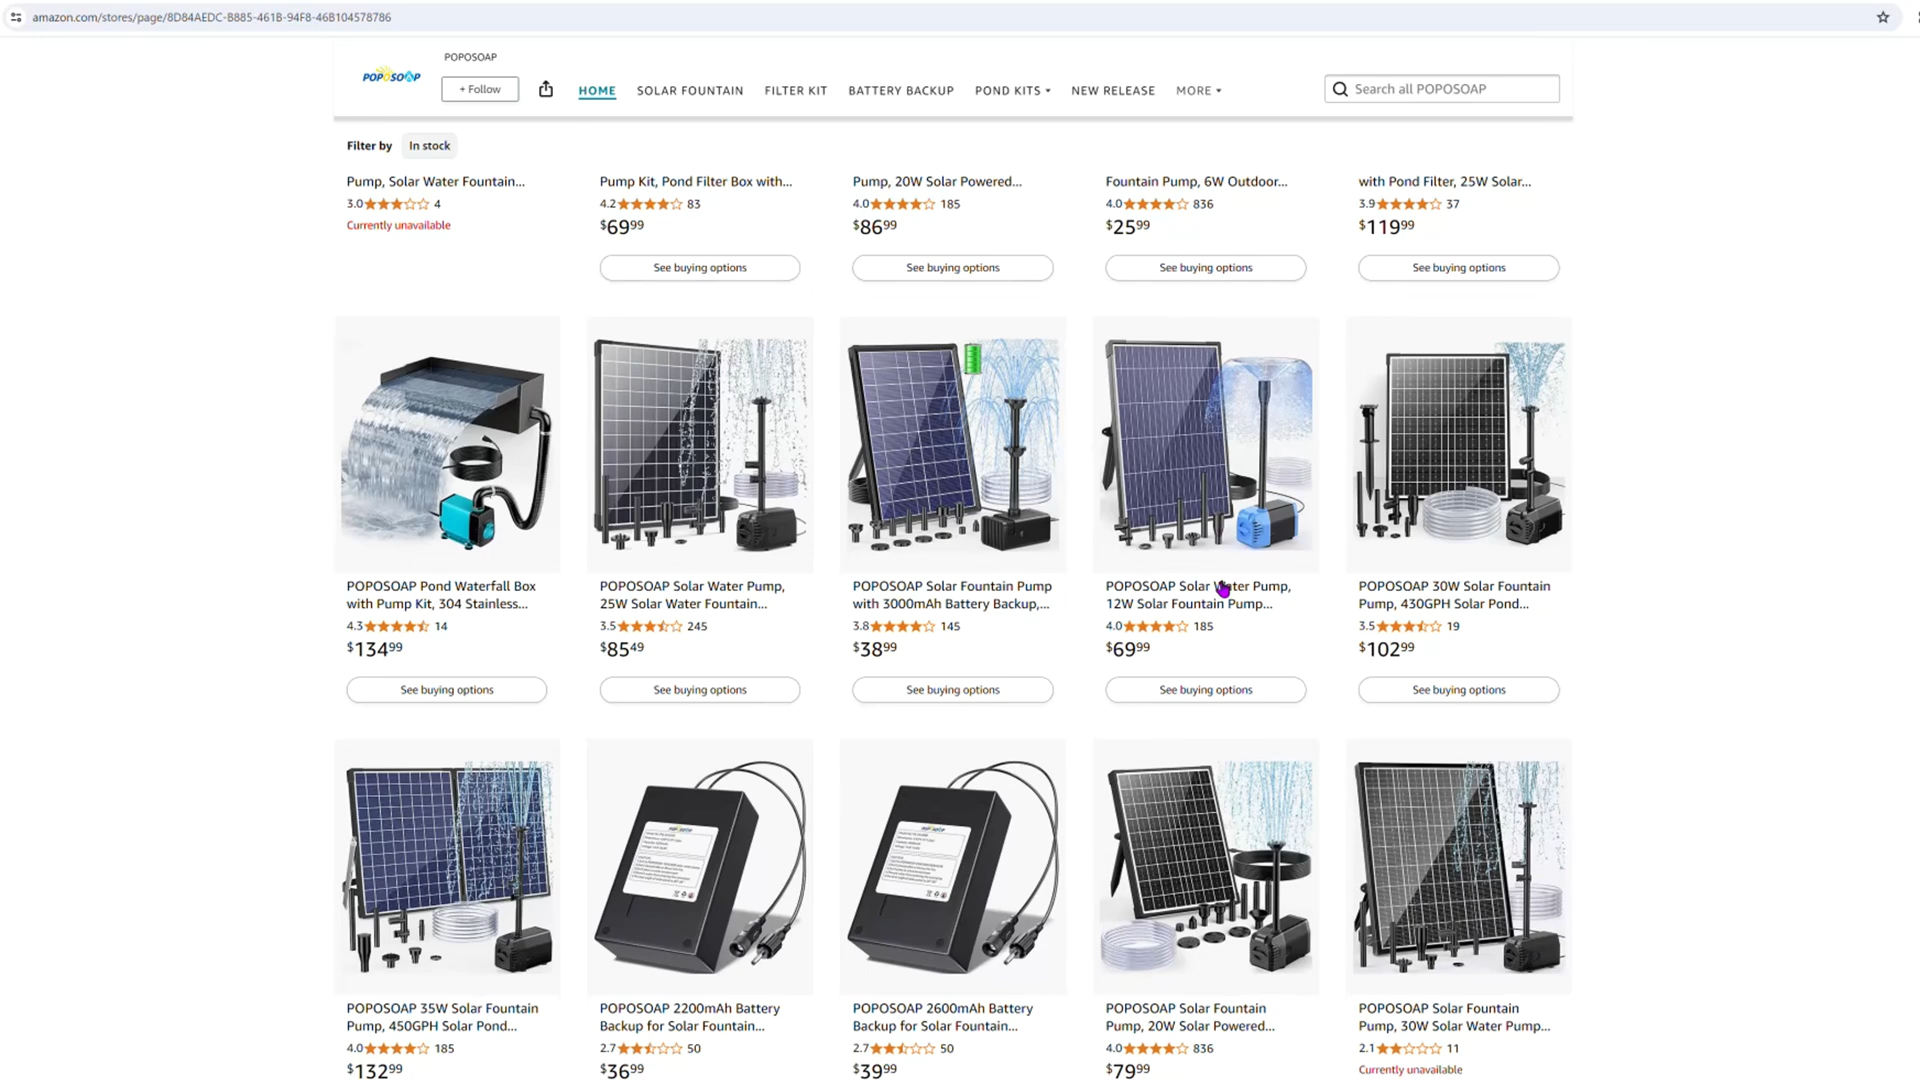 amazon.com/stores/page/8D84AEDC-B885-461B-94F8-46B104578786
POPOSOAP
POPOSOAP
+ Follow
HOME
SOLAR FOUNTAIN
FILTER KIT
BATTERY BACKUP
POND KITS
NEW RELEASE
MORE
Search all POPOSOAP
Filter by
In stock
Pump, Solar Water Fountain...
3.0 4
Currently unavailable
Pump Kit, Pond Filter Box with...
4.2 83
$69.99
See buying options
Pump, 20W Solar Powered...
4.0 185
$86.99
See buying options
Fountain Pump, 6W Outdoor...
4.0 836
$25.99
See buying options
with Pond Filter, 25W Solar...
3.9 37
$119.99
See buying options
POPOSOAP Pond Waterfall Box
with Pump Kit, 304 Stainless...
4.3 14
$134.99
See buying options
POPOSOAP Solar Water Pump,
25W Solar Water Fountain...
3.5 245
$85.49
See buying options
POPOSOAP Solar Fountain Pump
with 3000mAh Battery Backup,...
3.8 145
$38.99
See buying options
POPOSOAP Solar Water Pump,
12W Solar Fountain Pump...
4.0 185
$69.99
See buying options
POPOSOAP 30W Solar Fountain
Pump, 430GPH Solar Pond...
3.5 19
$102.99
See buying options
POPOSOAP 35W Solar Fountain
Pump, 450GPH Solar Pond...
4.0 185
$132.99
POPOSOAP
POPOSOAP 2200mAh Battery
Backup for Solar Fountain...
2.7 50
$36.99
POPOSOAP
POPOSOAP 2600mAh Battery
Backup for Solar Fountain...
2.7 50
$39.99
POPOSOAP Solar Fountain
Pump, 20W Solar Powered...
4.0 836
$79.99
POPOSOAP Solar Fountain
Pump, 30W Solar Water Pump...
2.1 11
Currently unavailable